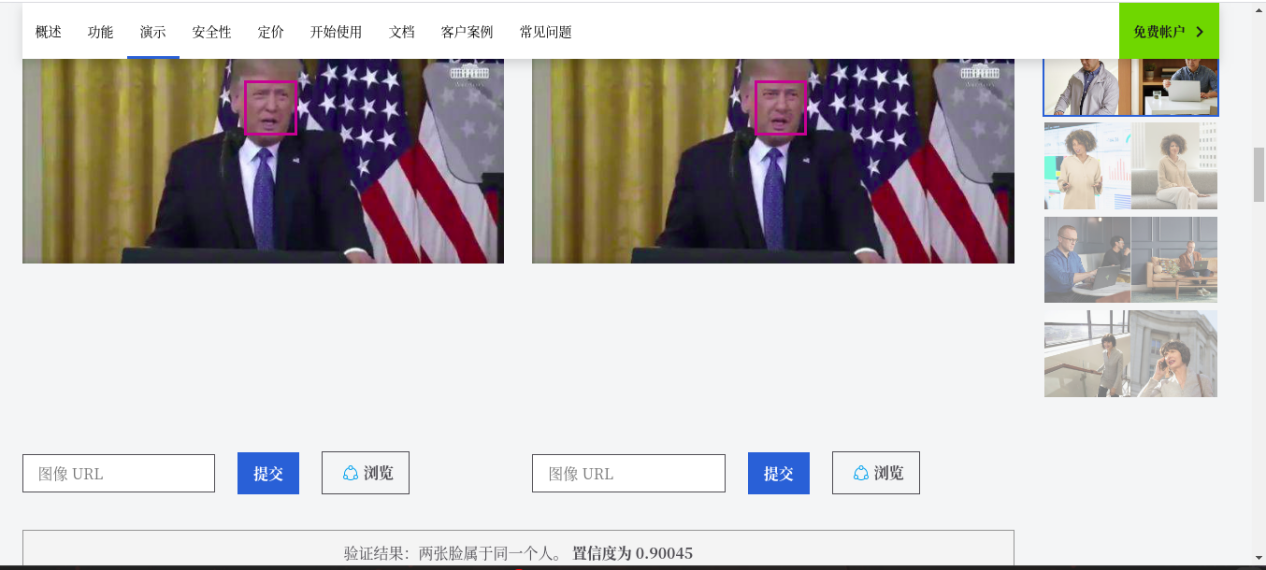 概述 功能 演示 安全性 定价 开始使用 文档 客户案例 常见问题 免费帐户
图像 URL 提交 浏览 图像 URL 提交 浏览
验证结果：两张脸属于同一个人。 置信度为 0.90045